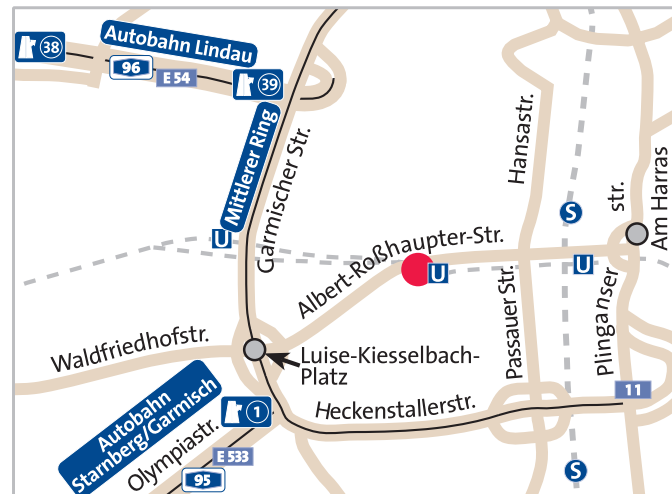 38
Autobahn Lindau
96
E 54
39
Mittlerer Ring
Garmischer Str.
Hansastr.
str.
Am Harras
S
U
Albert-Roßhaupter-Str.
U
U
Passauer Str.
Plinganser
Waldfriedhofstr.
Luise-Kiesselbach-
Platz
11
Autobahn
Starnberg/Garmisch
1
Heckenstallerstr.
Olympiastr.
E 533
95
S